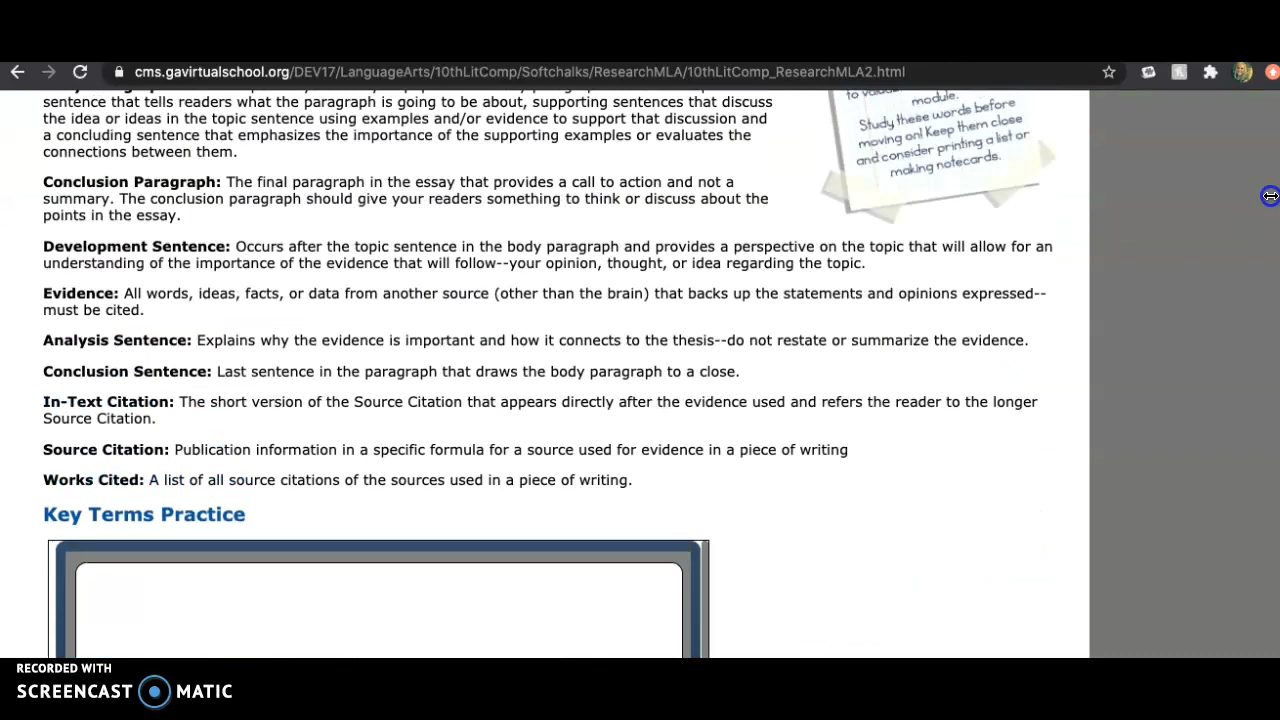 cms.gavirtualschool.org/DEV17/LanguageArts/10thLitComp/Softchalks/ResearchMLA/10thLitComp_ResearchMLA2.html
sentence that tells readers what the paragraph is going to be about, supporting sentences that discuss
the idea or ideas in the topic sentence using examples and/or evidence to support that discussion and
a concluding sentence that emphasizes the importance of the supporting examples or evaluates the
connections between them.
module.
Study these words before
moving on! Keep them close
and consider printing a list or
making notecards.
Conclusion Paragraph: The final paragraph in the essay that provides a call to action and not a
summary. The conclusion paragraph should give your readers something to think or discuss about the
points in the essay.
Development Sentence: Occurs after the topic sentence in the body paragraph and provides a perspective on the topic that will allow for an
understanding of the importance of the evidence that will follow--your opinion, thought, or idea regarding the topic.
Evidence: All words, ideas, facts, or data from another source (other than the brain) that backs up the statements and opinions expressed--
must be cited.
Analysis Sentence: Explains why the evidence is important and how it connects to the thesis--do not restate or summarize the evidence.
Conclusion Sentence: Last sentence in the paragraph that draws the body paragraph to a close.
In-Text Citation: The short version of the Source Citation that appears directly after the evidence used and refers the reader to the longer
Source Citation.
Source Citation: Publication information in a specific formula for a source used for evidence in a piece of writing
Works Cited: A list of all source citations of the sources used in a piece of writing.
Key Terms Practice
RECORDED WITH
SCREENCAST MATIC